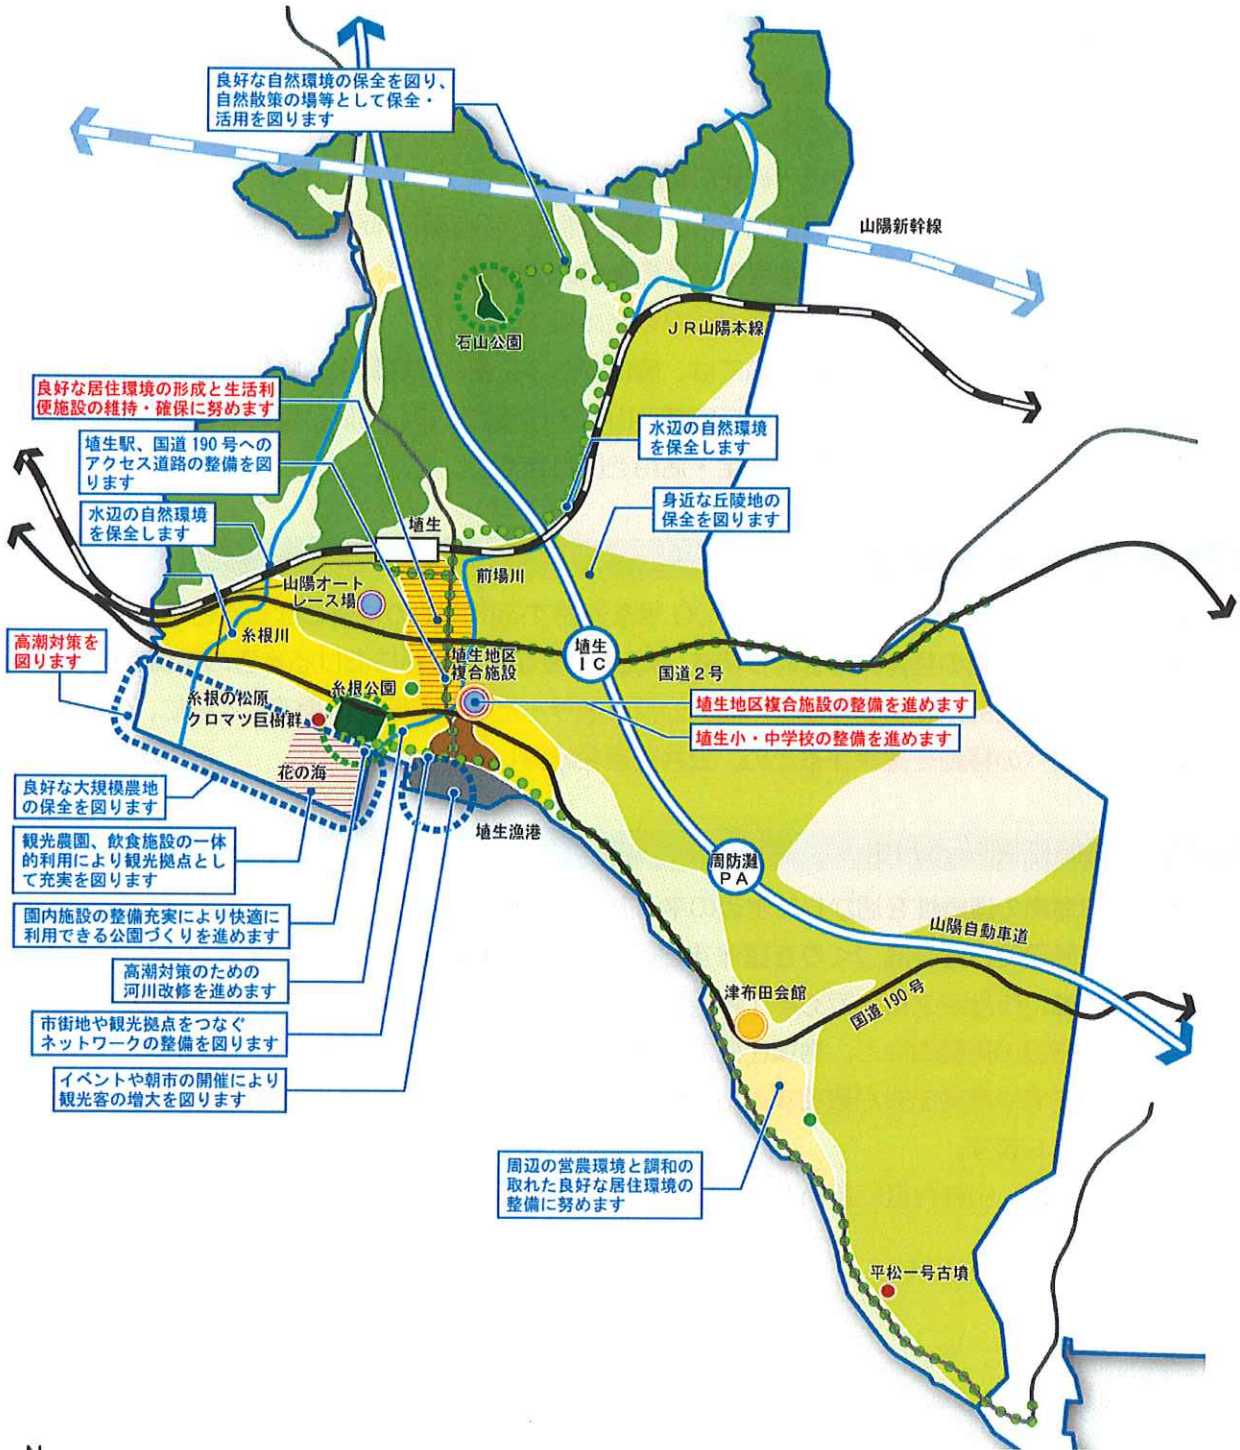 良好な自然環境の保全を図り、
自然散策の場等として保全・
活用を図ります
山陽新幹線
石山公園
ＪＲ山陽本線
良好な居住環境の形成と生活利
便施設の維持・確保に努めます
水辺の自然環境
を保全します
埴生駅、国道190号への
アクセス道路の整備を図
ります
身近な丘陵地の
保全を図ります
水辺の自然環境
を保全します
埴生
前場川
山陽オート
レース場
糸根川
高潮対策を
図ります
埴生地区
複合施設
埴生
ＩＣ
国道２号
糸根公園
糸根の松原
クロマツ巨樹群
埴生地区複合施設の整備を進めます
埴生小・中学校の整備を進めます
花の海
良好な大規模農地
の保全を図ります
埴生漁港
観光農園、飲食施設の一体
的利用により観光拠点とし
て充実を図ります
周防灘
ＰＡ
園内施設の整備充実により快適に
利用できる公園づくりを進めます
山陽自動車道
高潮対策のための
河川改修を進めます
津布田会館
国道190号
市街地や観光拠点をつなぐ
ネットワークの整備を図ります
イベントや朝市の開催により
観光客の増大を図ります
周辺の営農環境と調和の
取れた良好な居住環境の
整備に努めます
平松一号古墳
N